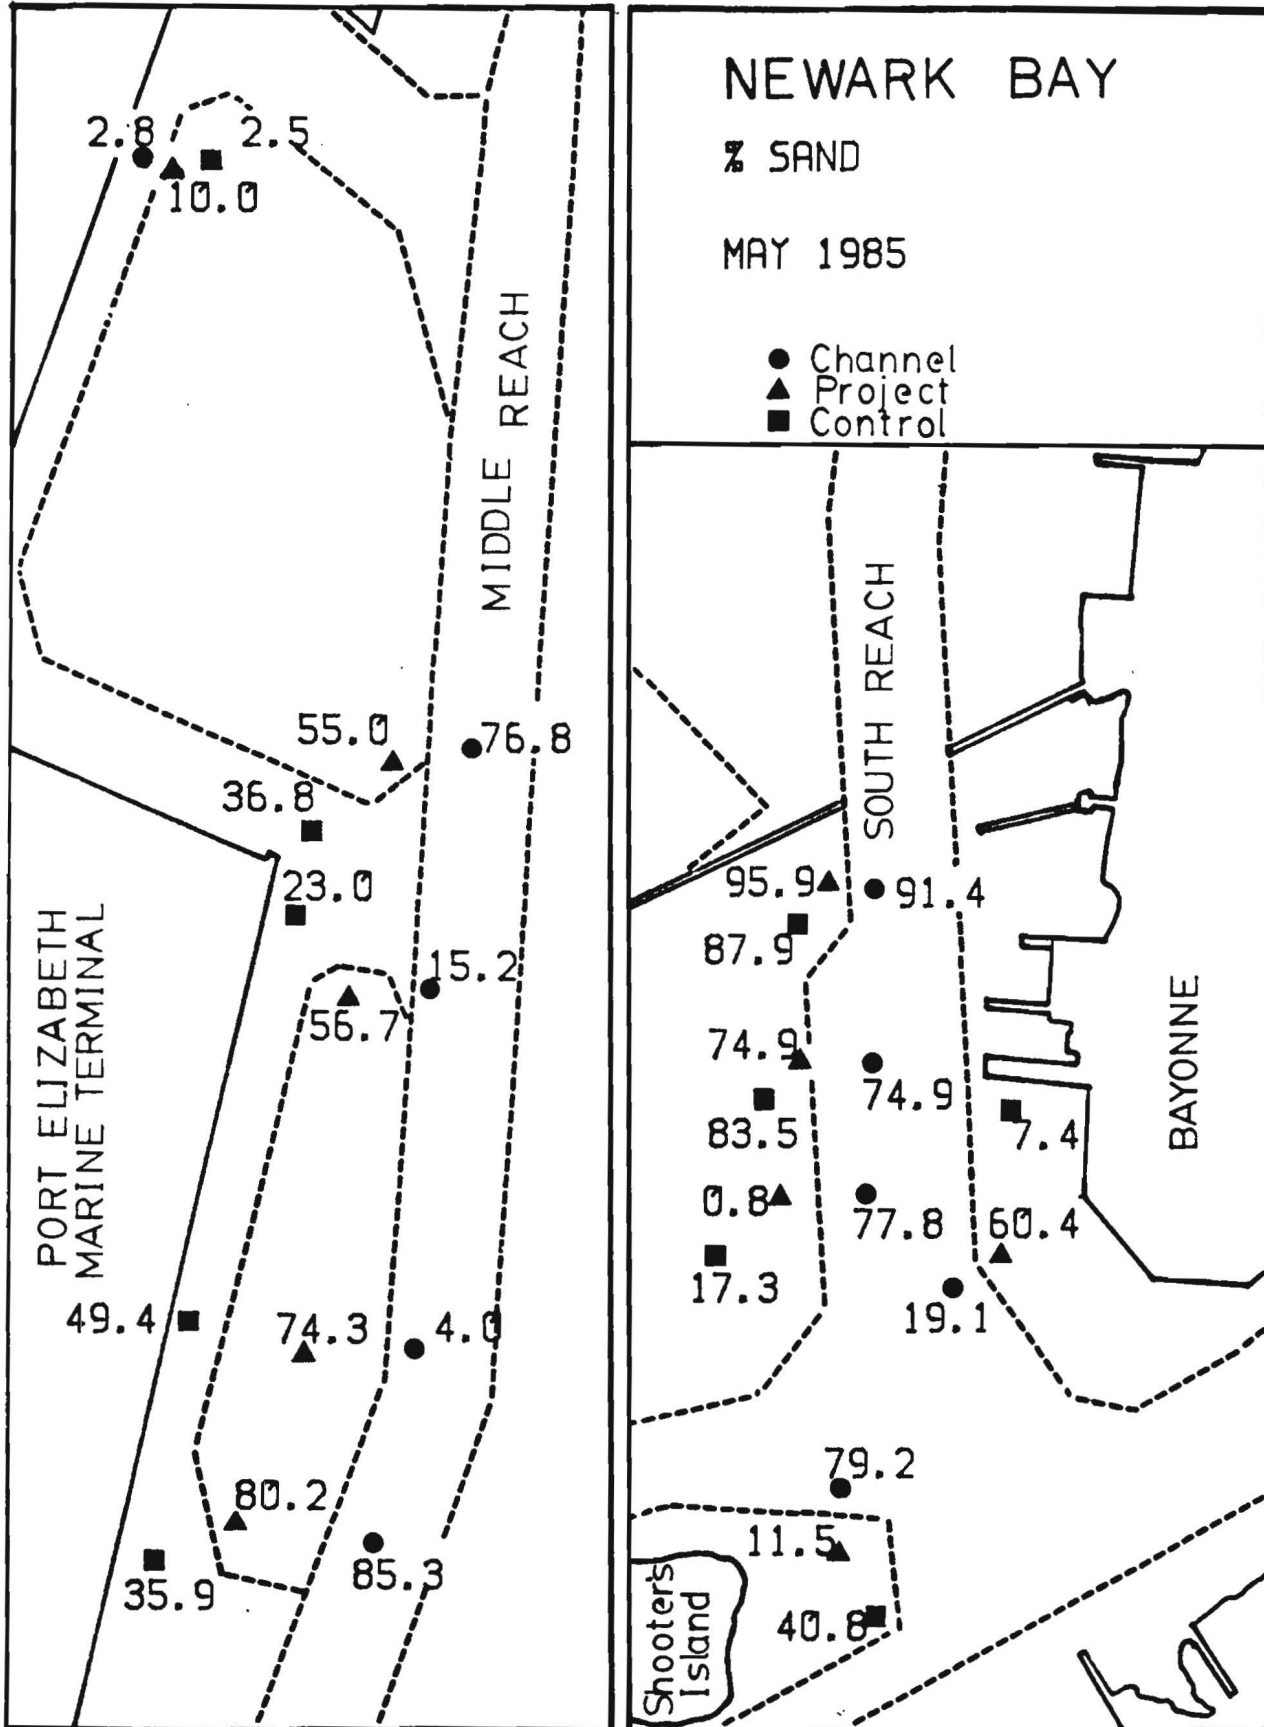 2.8
2.5
10.0
MIDDLE REACH
55.0
76.8
36.8
23.0
PORT ELIZABETH
MARINE TERMINAL
15.2
56.7
49.4
74.3
4.0
80.2
35.9
85.3
NEWARK BAY
% SAND
MAY 1985
Channel
Project
Control
SOUTH REACH
95.9
91.4
87.9
BAYONNE
74.9
74.9
83.5
7.4
0.8
77.8
60.4
17.3
19.1
79.2
11.5
Shooter's
Island
40.8